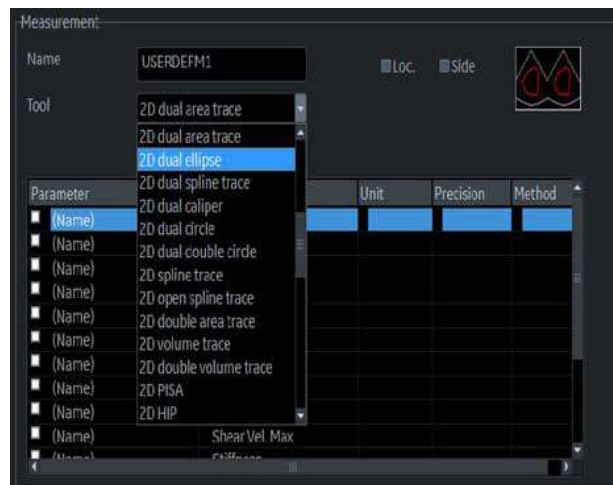 Measurement
Name USERDEFM1 Loc. Side
Tool 2D dual area trace
2D dual area trace
2D dual ellipse
2D dual spline trace
Parameter Unit Precision Method
2D dual caliper
(Name)
2D dual circle
(Name)
2D dual double circle
(Name)
2D spline trace
(Name)
2D open spline trace
(Name)
2D double area trace
(Name)
2D volume trace
(Name)
2D double volume trace
(Name)
2D PISA
(Name)
2D HIP
(Name) Shear Vel. Max
(Name) Stiffness